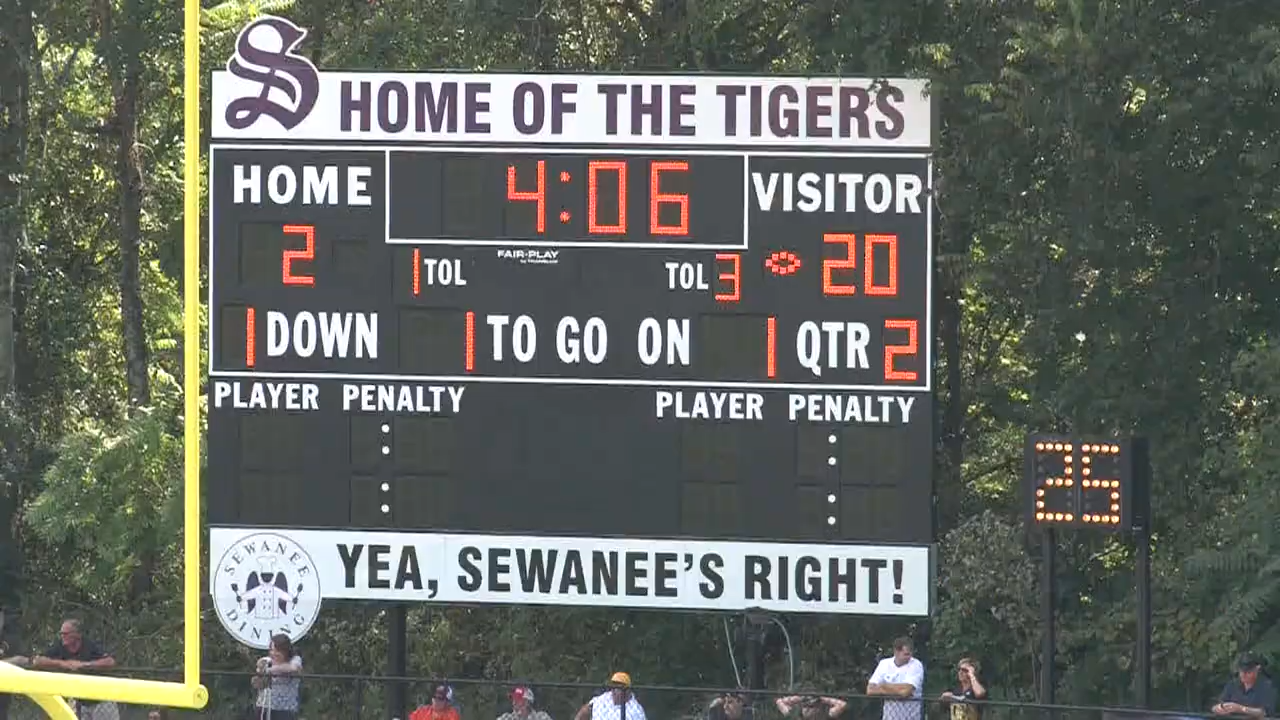 S HOME OF THE TIGERS
HOME 4:06 VISITOR
2 1 TOL FAIR-PLAY TOL 3 20
1 DOWN 1 TO GO ON 1 QTR 2
PLAYER PENALTY PLAYER PENALTY
: :
: :
25
SEWANEE DINING
YEA, SEWANEE'S RIGHT!